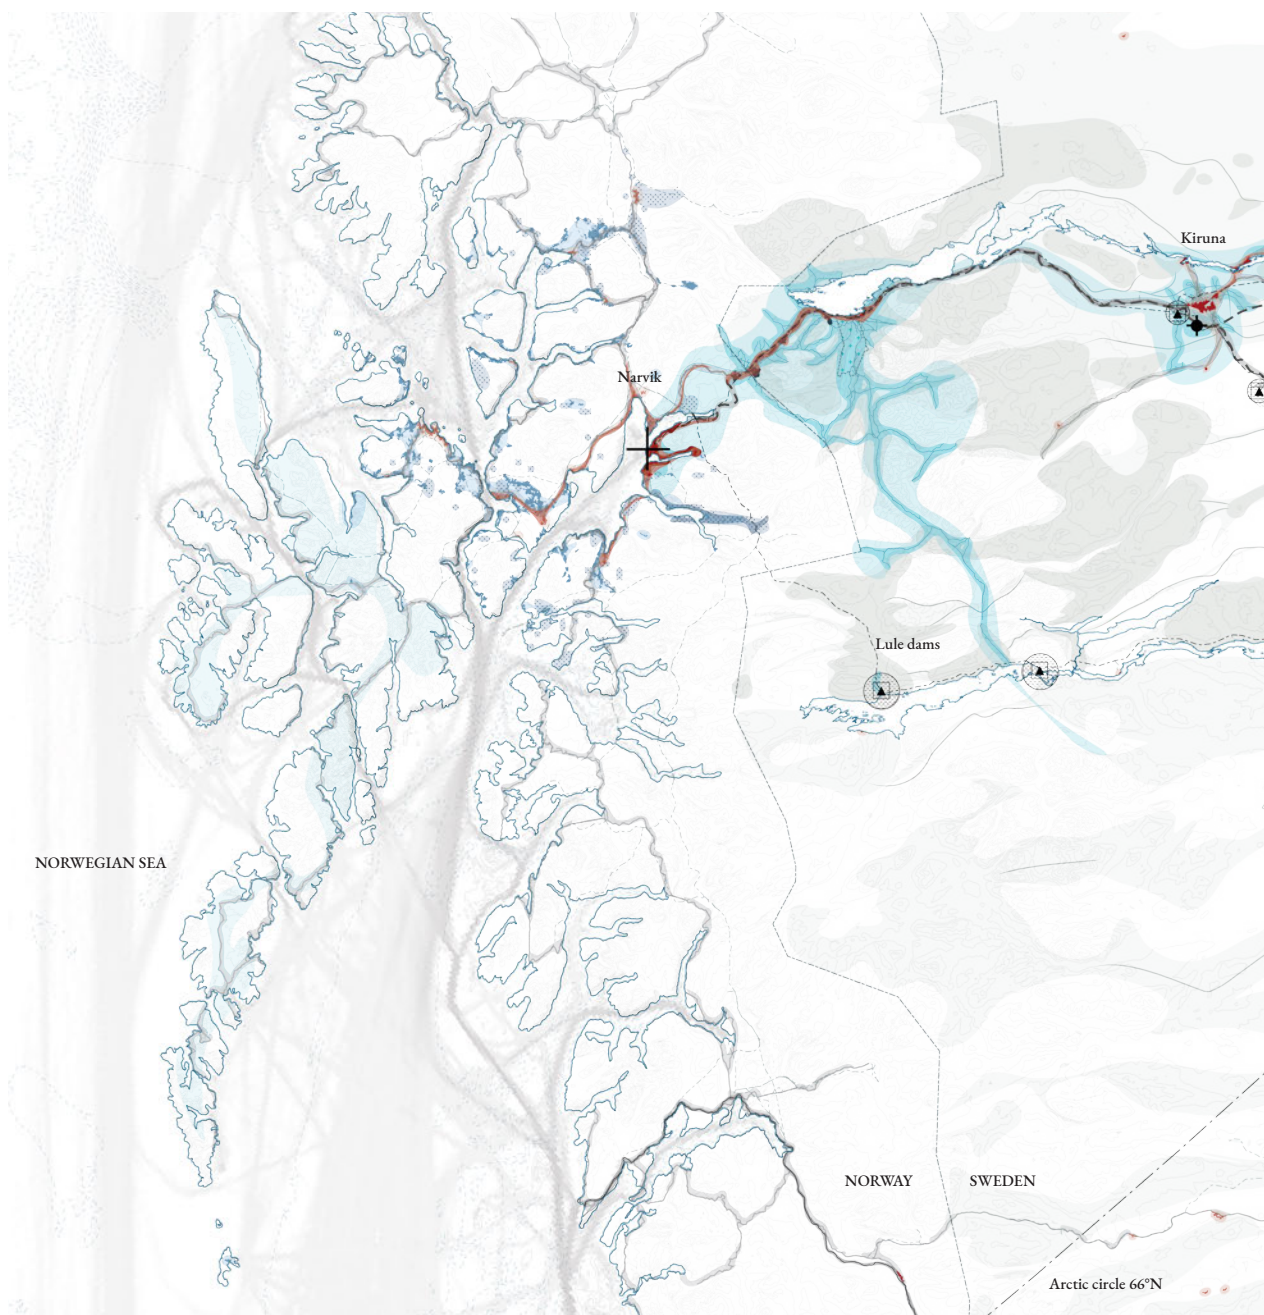 Kiruna
Narvik
Lule dams
NORWEGIAN SEA
NORWAY
SWEDEN
Arctic circle 66°N